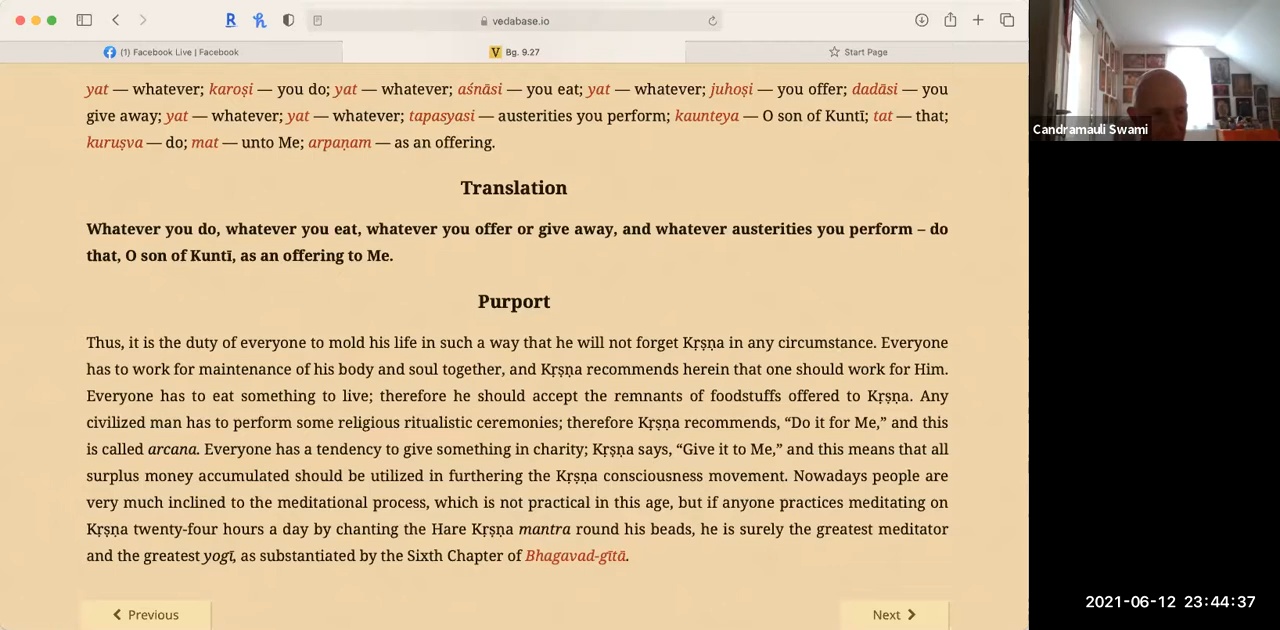 vedabase.io
(1) Facebook Live | Facebook
V Bg. 9.27
Start Page
yat — whatever; karoṣi — you do; yat — whatever; aśnāsi — you eat; yat — whatever; juhoṣi — you offer; dadāsi — you
give away; yat — whatever; yat — whatever; tapasyasi — austerities you perform; kaunteya — O son of Kuntī; tat — that;
kuruṣva — do; mat — unto Me; arpaṇam — as an offering.
Translation
Whatever you do, whatever you eat, whatever you offer or give away, and whatever austerities you perform – do
that, O son of Kuntī, as an offering to Me.
Purport
Thus, it is the duty of everyone to mold his life in such a way that he will not forget Kṛṣṇa in any circumstance. Everyone
has to work for maintenance of his body and soul together, and Kṛṣṇa recommends herein that one should work for Him.
Everyone has to eat something to live; therefore he should accept the remnants of foodstuffs offered to Kṛṣṇa. Any
civilized man has to perform some religious ritualistic ceremonies; therefore Kṛṣṇa recommends, “Do it for Me,” and this
is called arcana. Everyone has a tendency to give something in charity; Kṛṣṇa says, “Give it to Me,” and this means that all
surplus money accumulated should be utilized in furthering the Kṛṣṇa consciousness movement. Nowadays people are
very much inclined to the meditational process, which is not practical in this age, but if anyone practices meditating on
Kṛṣṇa twenty-four hours a day by chanting the Hare Kṛṣṇa mantra round his beads, he is surely the greatest meditator
and the greatest yogī, as substantiated by the Sixth Chapter of Bhagavad-gītā.
Previous
Next
Candramauli Swami
2021-06-12 23:44:37